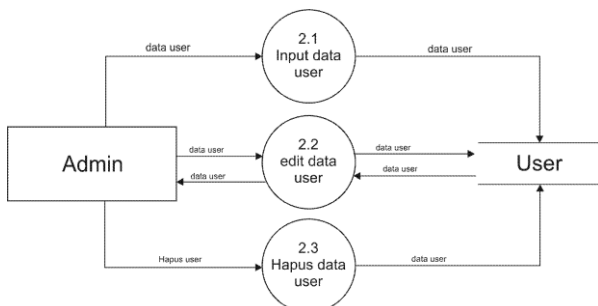 2.1
Input data
user
data user
data user
Admin
2.2
edit data
user
data user
data user
data user
data user
User
2.3
Hapus data
user
Hapus user
data user